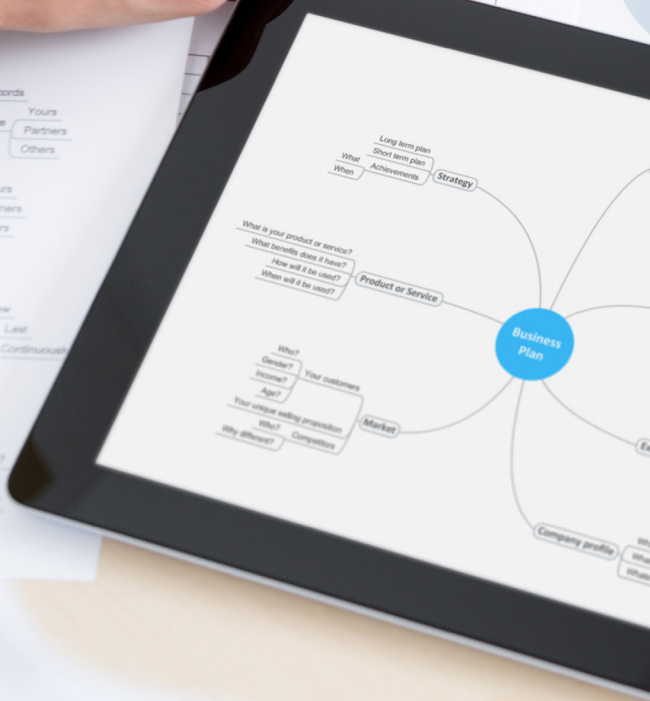 Yours
Partners
Others
Last
Long term plan
Short term plan
Achievements
What
When
Strategy
What is your product or service?
What benefits does it have?
How will it be used?
When will it be used?
Product or Service
Business
Plan
Who?
Gender?
Income?
Age?
Your customers
Your unique selling proposition
Who?
Why different?
Competitors
Market
Company profile